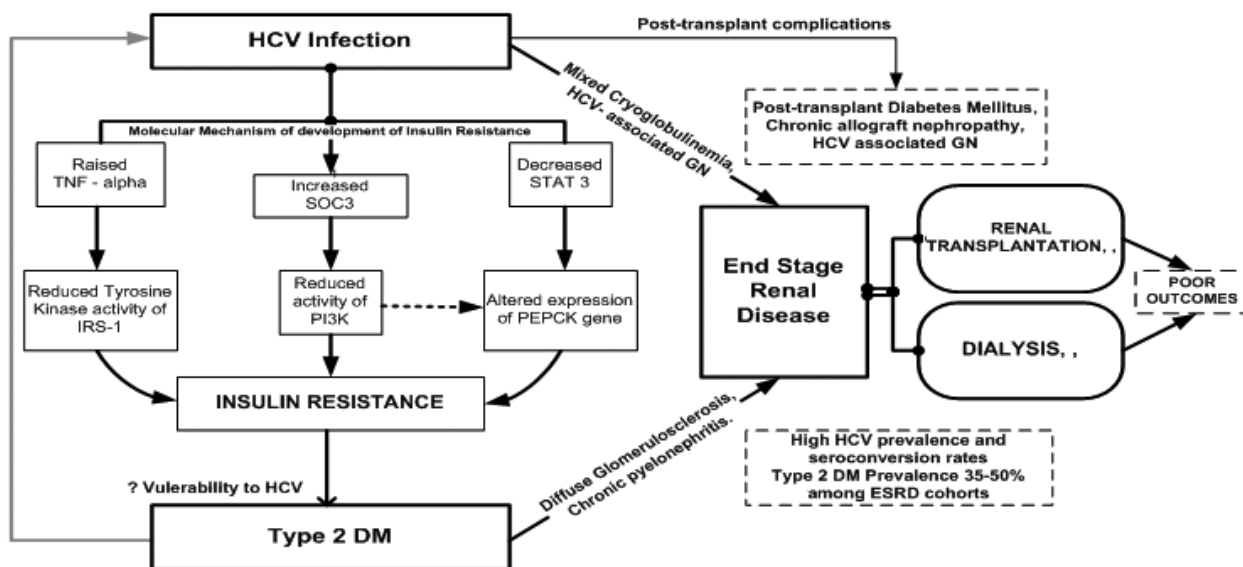 HCV Infection
Post-transplant complications
Mixed Cryoglobulinemia,
HCV- associated GN
Post-transplant Diabetes Mellitus,
Chronic allograft nephropathy,
HCV associated GN
Molecular Mechanism of development of Insulin Resistance
Raised
TNF - alpha
Increased
SOC3
Decreased
STAT 3
Reduced Tyrosine
Kinase activity of
IRS-1
Reduced
activity of
PI3K
Altered expression
of PEPCK gene
INSULIN RESISTANCE
? Vulerability to HCV
Type 2 DM
Diffuse Glomerulosclerosis,
Chronic pyelonephritis.
End Stage
Renal
Disease
RENAL
TRANSPLANTATION, ,
DIALYSIS, ,
POOR
OUTCOMES
High HCV prevalence and
seroconversion rates
Type 2 DM Prevalence 35-50%
among ESRD cohorts